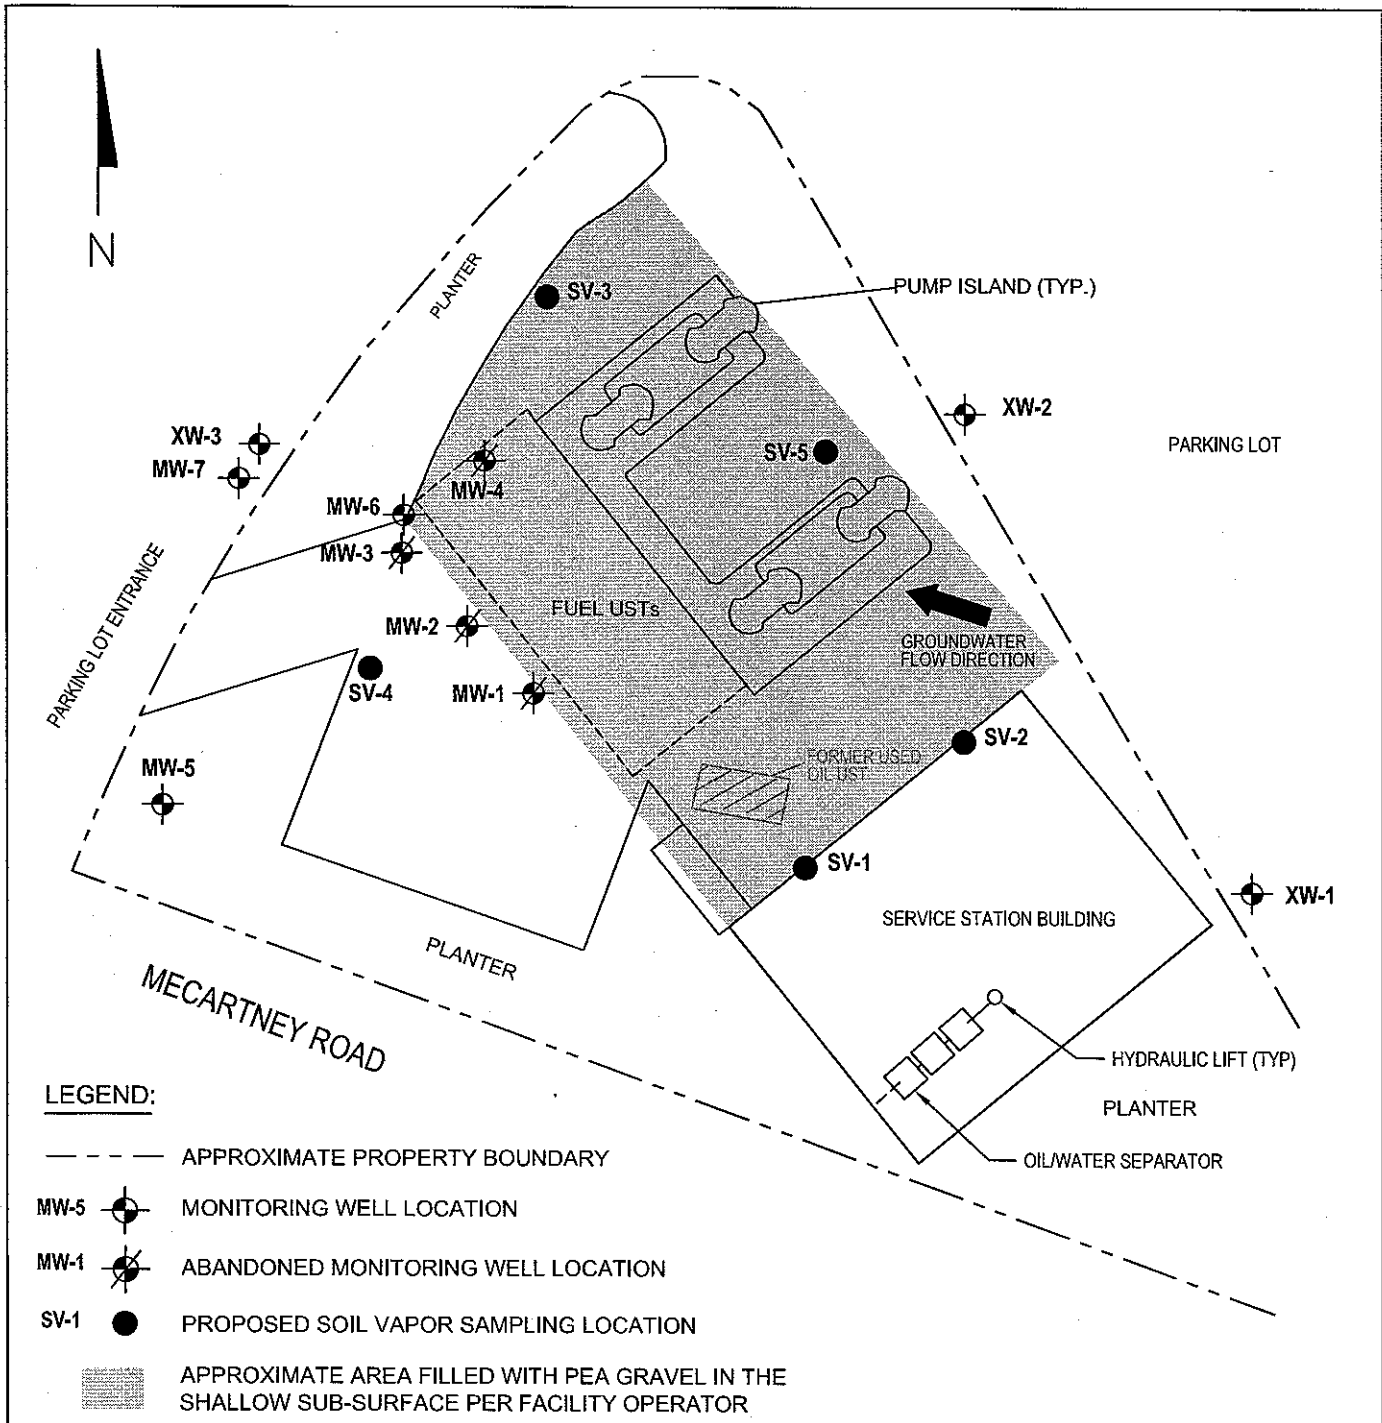 N
PLANTER
SV-3
PUMP ISLAND (TYP.)
XW-2
PARKING LOT
XW-3
MW-7
SV-5
MW-4
MW-6
MW-3
FUEL USTs
MW-2
GROUNDWATER
FLOW DIRECTION
PARKING LOT ENTRANCE
SV-4
MW-1
SV-2
FORMER USED
OIL UST
MW-5
SV-1
XW-1
SERVICE STATION BUILDING
PLANTER
MECARTNEY ROAD
HYDRAULIC LIFT (TYP)
PLANTER
OIL/WATER SEPARATOR
LEGEND:
APPROXIMATE PROPERTY BOUNDARY
MW-5 MONITORING WELL LOCATION
MW-1 ABANDONED MONITORING WELL LOCATION
SV-1 PROPOSED SOIL VAPOR SAMPLING LOCATION
APPROXIMATE AREA FILLED WITH PEA GRAVEL IN THE
SHALLOW SUB-SURFACE PER FACILITY OPERATOR